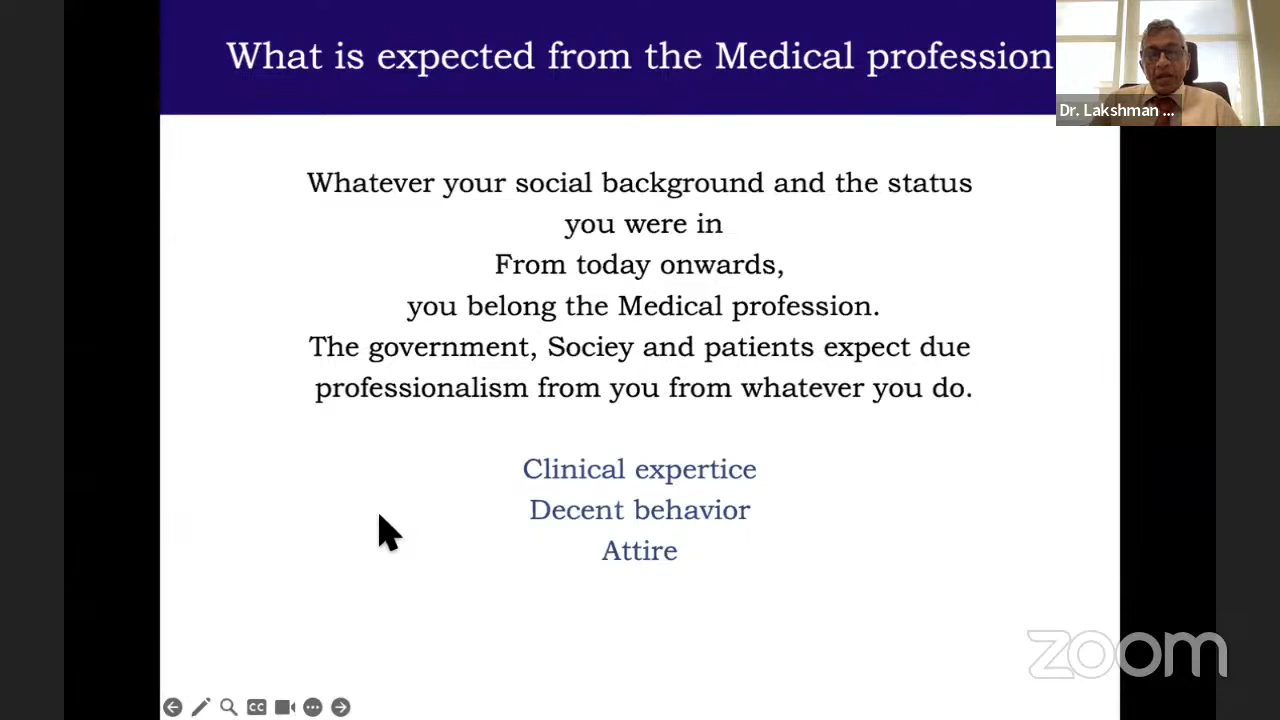 What is expected from the Medical profession
Dr. Lakshman ...
Whatever your social background and the status
you were in
From today onwards,
you belong the Medical profession.
The government, Sociey and patients expect due
professionalism from you from whatever you do.
Clinical expertice
Decent behavior
Attire
CC
zoom